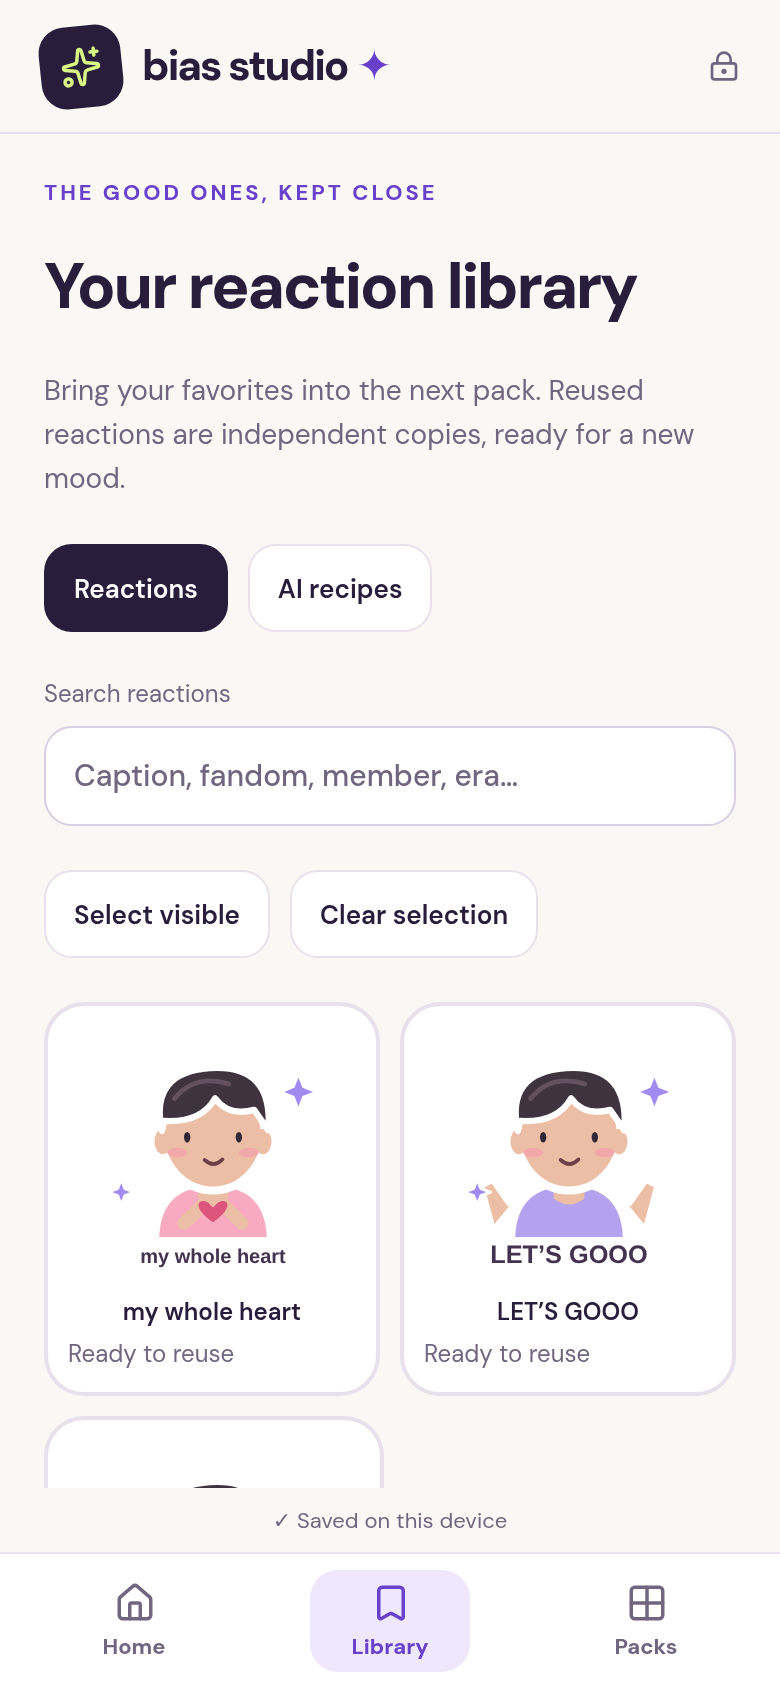 bias studio ✦
THE GOOD ONES, KEPT CLOSE
Your reaction library
Bring your favorites into the next pack. Reused
reactions are independent copies, ready for a new
mood.
Reactions
AI recipes
Search reactions
Caption, fandom, member, era...
Select visible
Clear selection
my whole heart
my whole heart
Ready to reuse
LET’S GOOO
LET’S GOOO
Ready to reuse
✓ Saved on this device
Home
Library
Packs